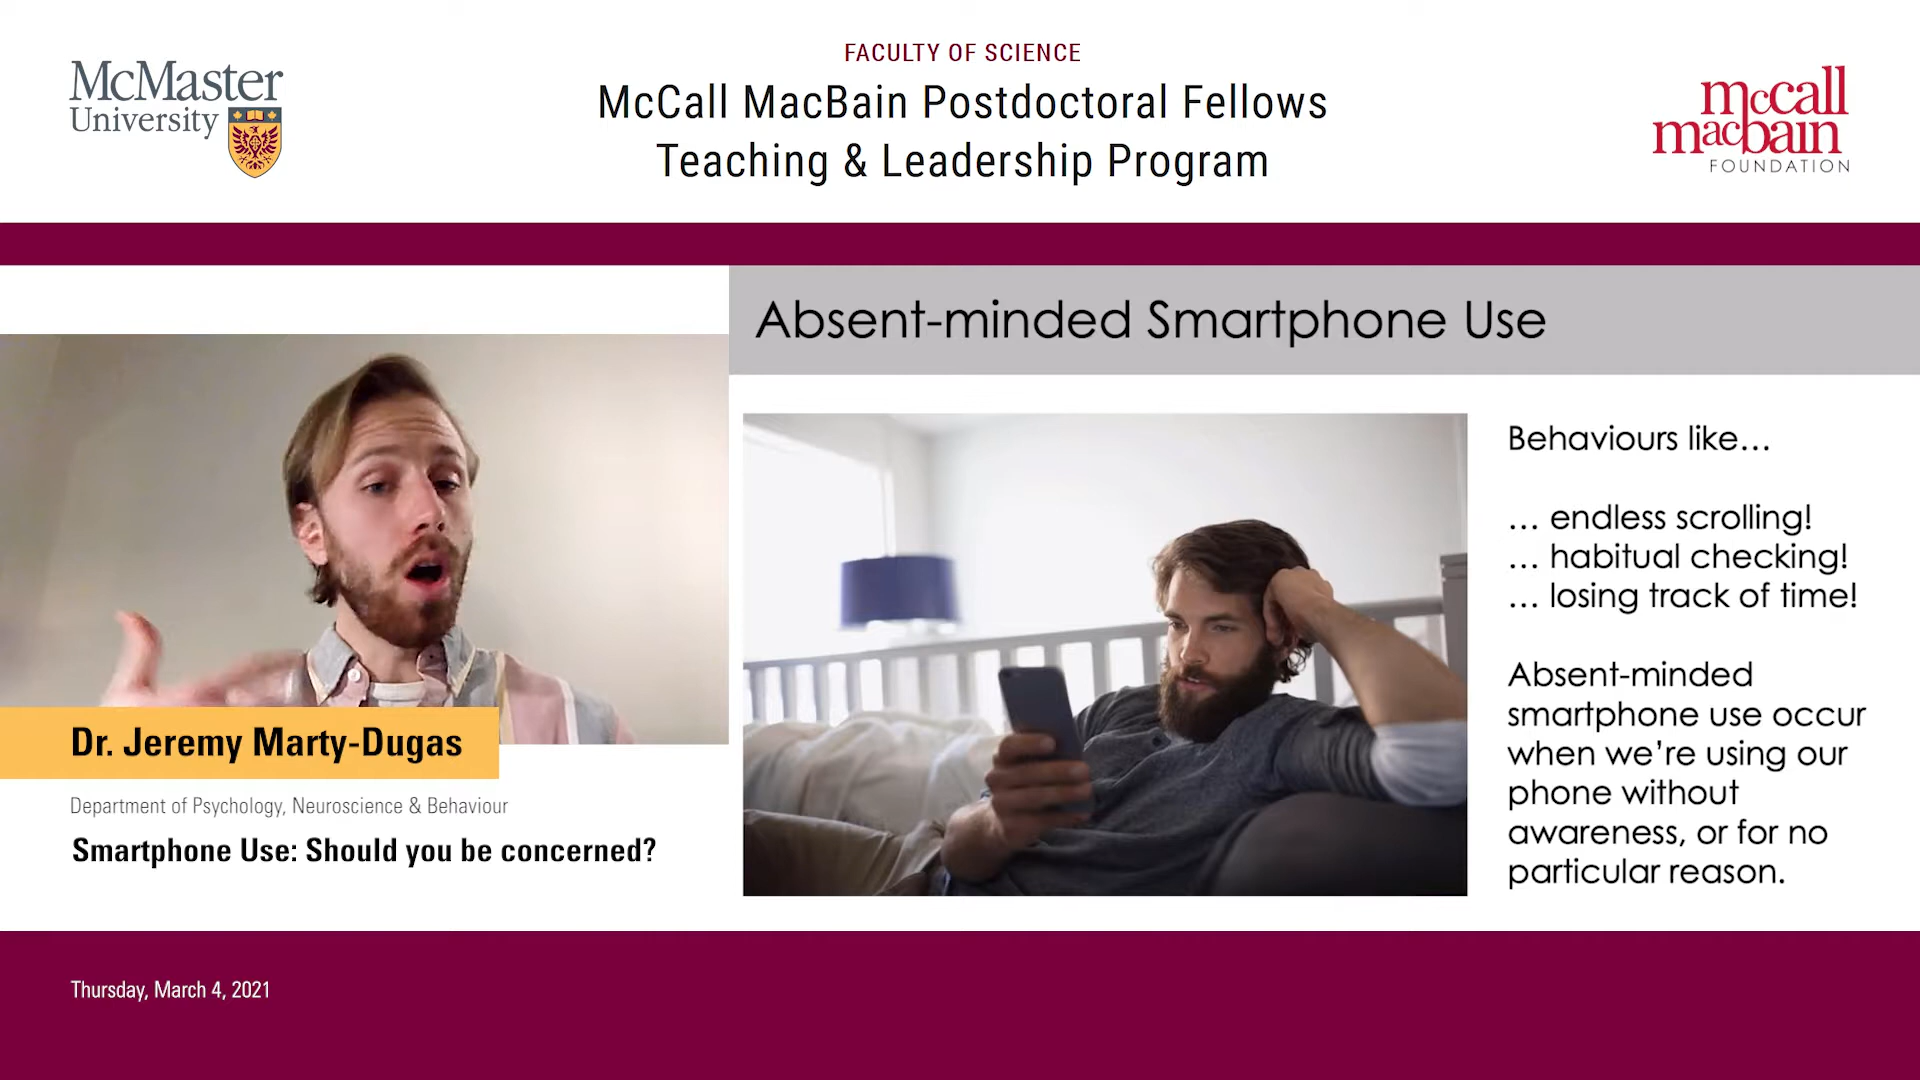 McMaster
University
FACULTY OF SCIENCE
McCall MacBain Postdoctoral Fellows
Teaching & Leadership Program
mccall
macbain
FOUNDATION
Absent-minded Smartphone Use
Behaviours like…
… endless scrolling!
… habitual checking!
… losing track of time!
Absent-minded
smartphone use occur
when we’re using our
phone without
awareness, or for no
particular reason.
Dr. Jeremy Marty-Dugas
Department of Psychology, Neuroscience & Behaviour
Smartphone Use: Should you be concerned?
Thursday, March 4, 2021